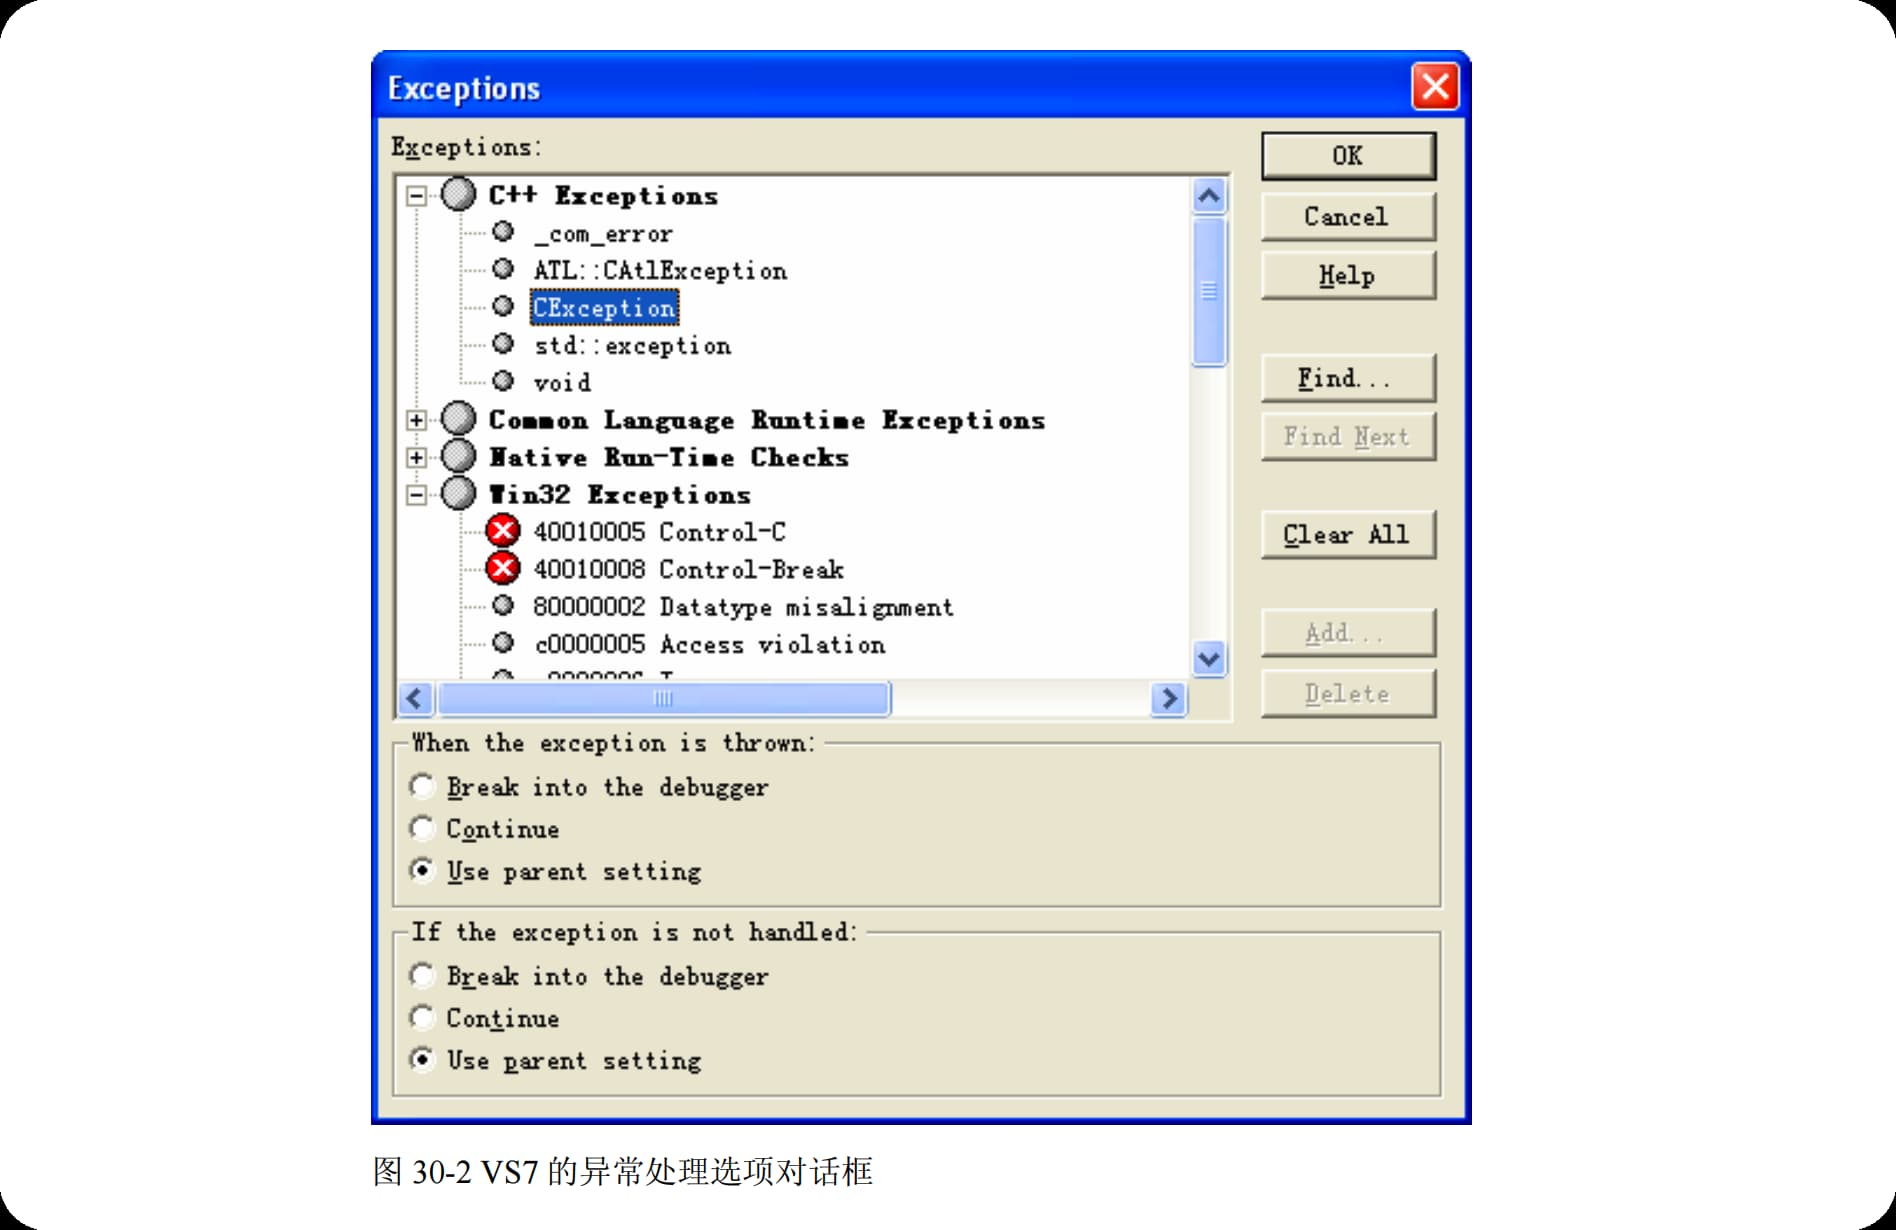 Exceptions
Exceptions:
C++ Exceptions
_com_error
ATL::CAtlException
CException
std::exception
void
Common Language Runtime Exceptions
Native Run-Time Checks
Win32 Exceptions
40010005 Control-C
40010008 Control-Break
80000002 Datatype misalignment
c0000005 Access violation
OK
Cancel
Help
Find...
Find Next
Clear All
Add...
Delete
When the exception is thrown:
Break into the debugger
Continue
Use parent setting
If the exception is not handled:
Break into the debugger
Continue
Use parent setting
图 30-2 VS7 的异常处理选项对话框